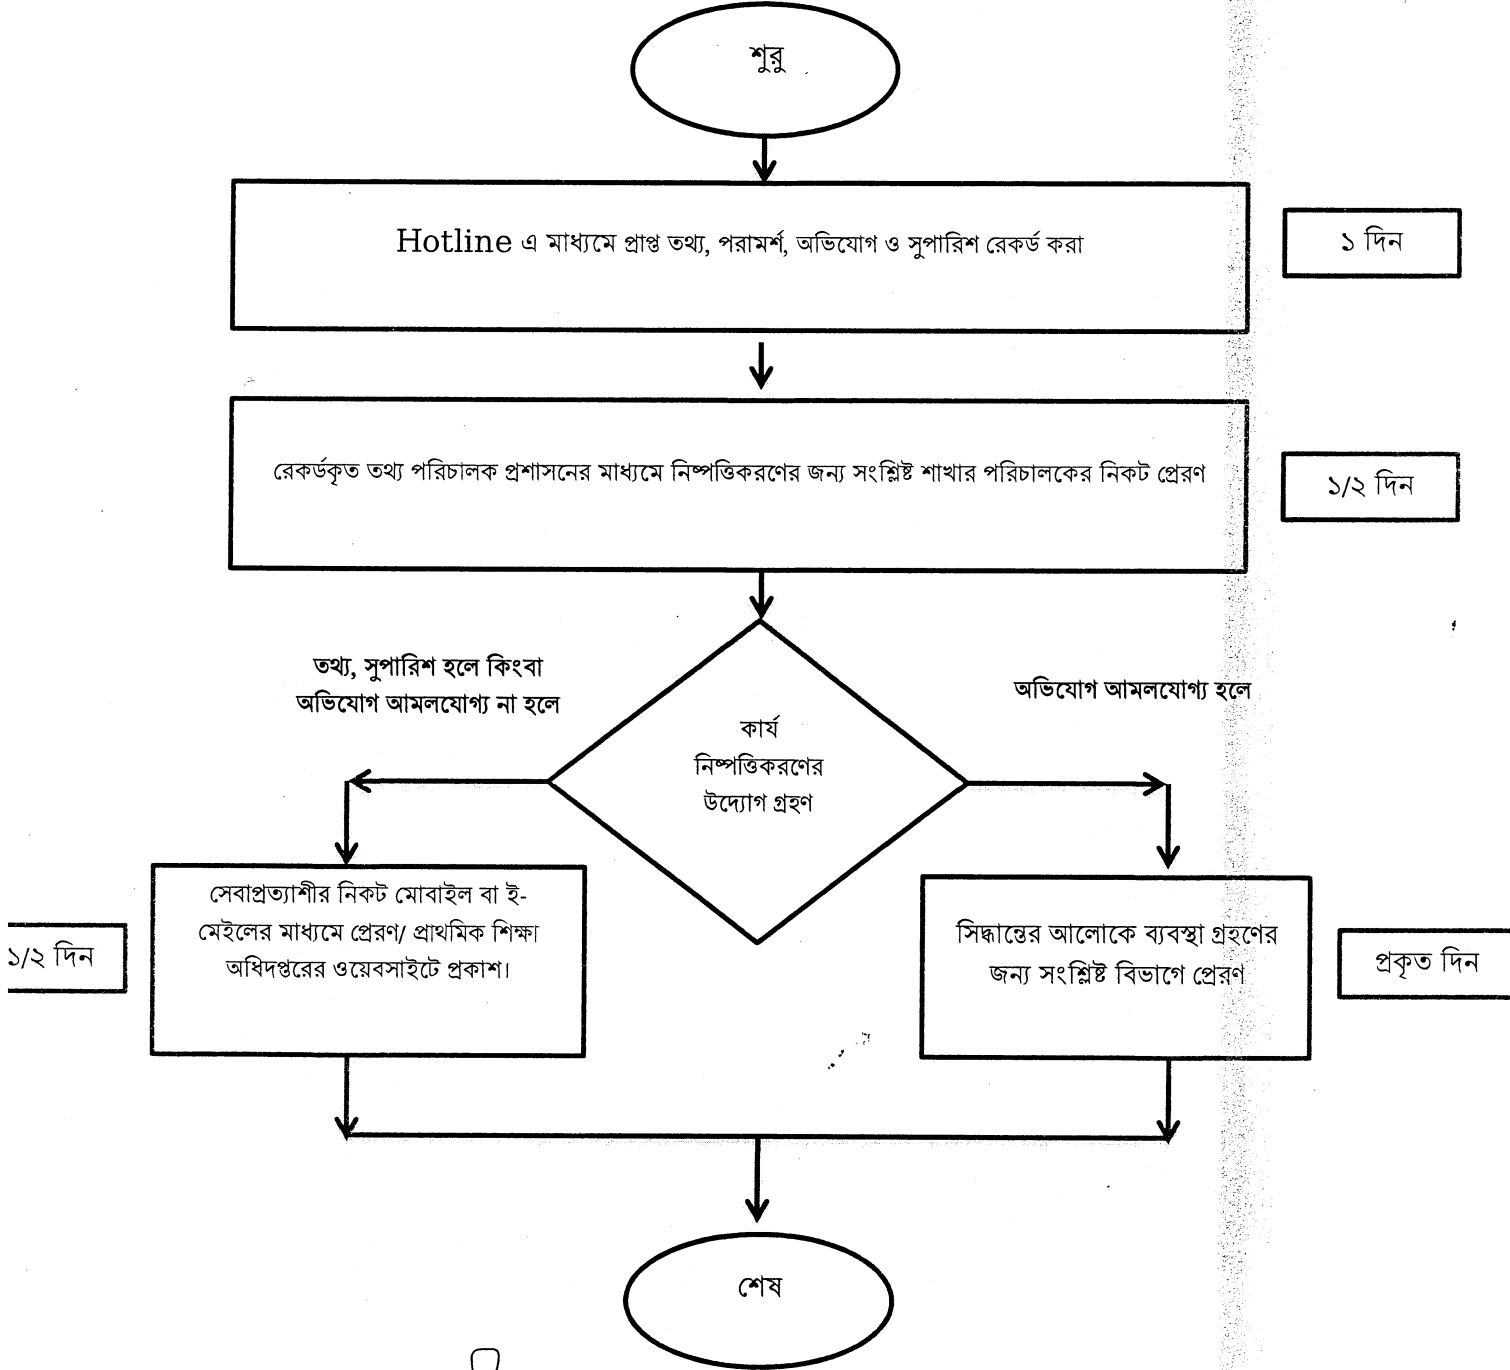 শুরু
Hotline এ মাধ্যমে প্রাপ্ত তথ্য, পরামর্শ, অভিযোগ ও সুপারিশ রেকর্ড করা
১ দিন
রেকর্ডকৃত তথ্য পরিচালক প্রশাসনের মাধ্যমে নিষ্পত্তিকরণের জন্য সংশ্লিষ্ট শাখার পরিচালকের নিকট প্রেরণ
১/২ দিন
তথ্য, সুপারিশ হলে কিংবা
অভিযোগ আমলযোগ্য না হলে
অভিযোগ আমলযোগ্য হলে
কার্য
নিষ্পত্তিকরণের
উদ্যোগ গ্রহণ
১/২ দিন
সেবাপ্রত্যাশীর নিকট মোবাইল বা ই-
মেইলের মাধ্যমে প্রেরণ/ প্রাথমিক শিক্ষা
অধিদপ্তরের ওয়েবসাইটে প্রকাশ।
সিদ্ধান্তের আলোকে ব্যবস্থা গ্রহণের
জন্য সংশ্লিষ্ট বিভাগে প্রেরণ
প্রকৃত দিন
শেষ